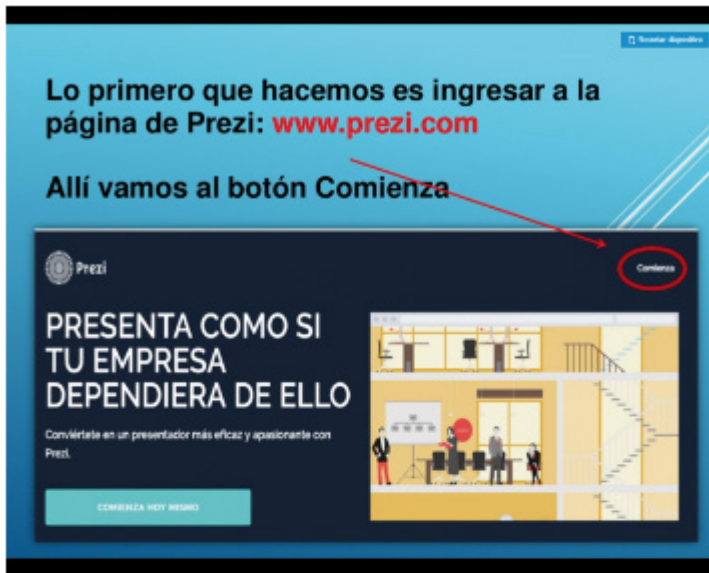 Lo primero que hacemos es ingresar a la
página de Prezi: www.prezi.com
Allí vamos al botón Comienza
Prezi
Comienza
PRESENTA COMO SI
TU EMPRESA
DEPENDIERA DE ELLO
Conviértete en un presentador más eficaz y apasionante con
Prezi.
COMIENZA HOY MISMO